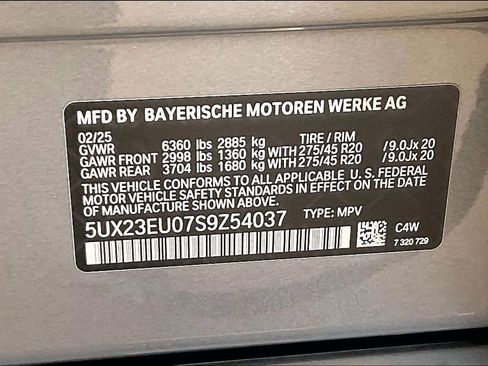 MFD BY BAYERISCHE MOTOREN WERKE AG
02/25 TIRE / RIM
GVWR 6360 lbs 2885 kg
GAWR FRONT 2998 lbs 1360 kg WITH 275/45 R20 / 9.0Jx 20
GAWR REAR 3704 lbs 1680 kg WITH 275/45 R20 / 9.0Jx 20
THIS VEHICLE CONFORMS TO ALL APPLICABLE U. S. FEDERAL
MOTOR VEHICLE SAFETY STANDARDS IN EFFECT ON THE
DATE OF MANUFACTURE SHOWN ABOVE.
5UX23EU07S9Z54037 TYPE: MPV
C4W
7 320 729